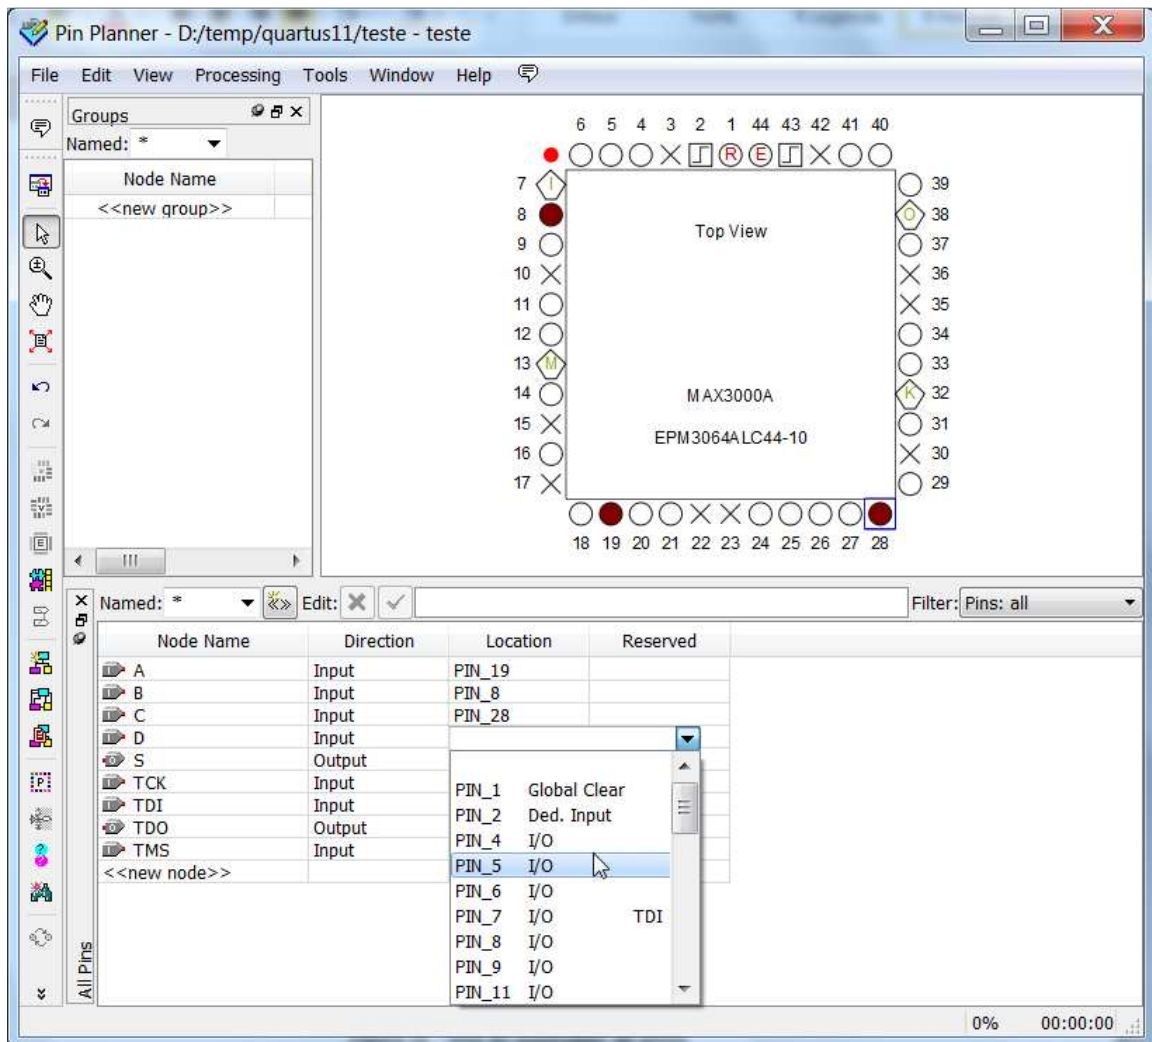 Pin Planner - D:/temp/quartus11/teste - teste
File Edit View Processing Tools Window Help
Groups
Named: *
Node Name
<<new group>>
6 5 4 3 2 1 44 43 42 41 40
R E
7 I
8
9
10
11
12
13 M
14
15
16
17
Top View
MAX3000A
EPM3064ALC44-10
39
O 38
37
36
35
34
33
K 32
31
30
29
18 19 20 21 22 23 24 25 26 27 28
Named: * Edit: Filter: Pins: all
Node Name Direction Location Reserved
A Input PIN_19
B Input PIN_8
C Input PIN_28
D Input
S Output
TCK Input
TDI Input
TDO Output
TMS Input
<<new node>>
PIN_1 Global Clear
PIN_2 Ded. Input
PIN_4 I/O
PIN_5 I/O
PIN_6 I/O
PIN_7 I/O TDI
PIN_8 I/O
PIN_9 I/O
PIN_11 I/O
All Pins
0% 00:00:00